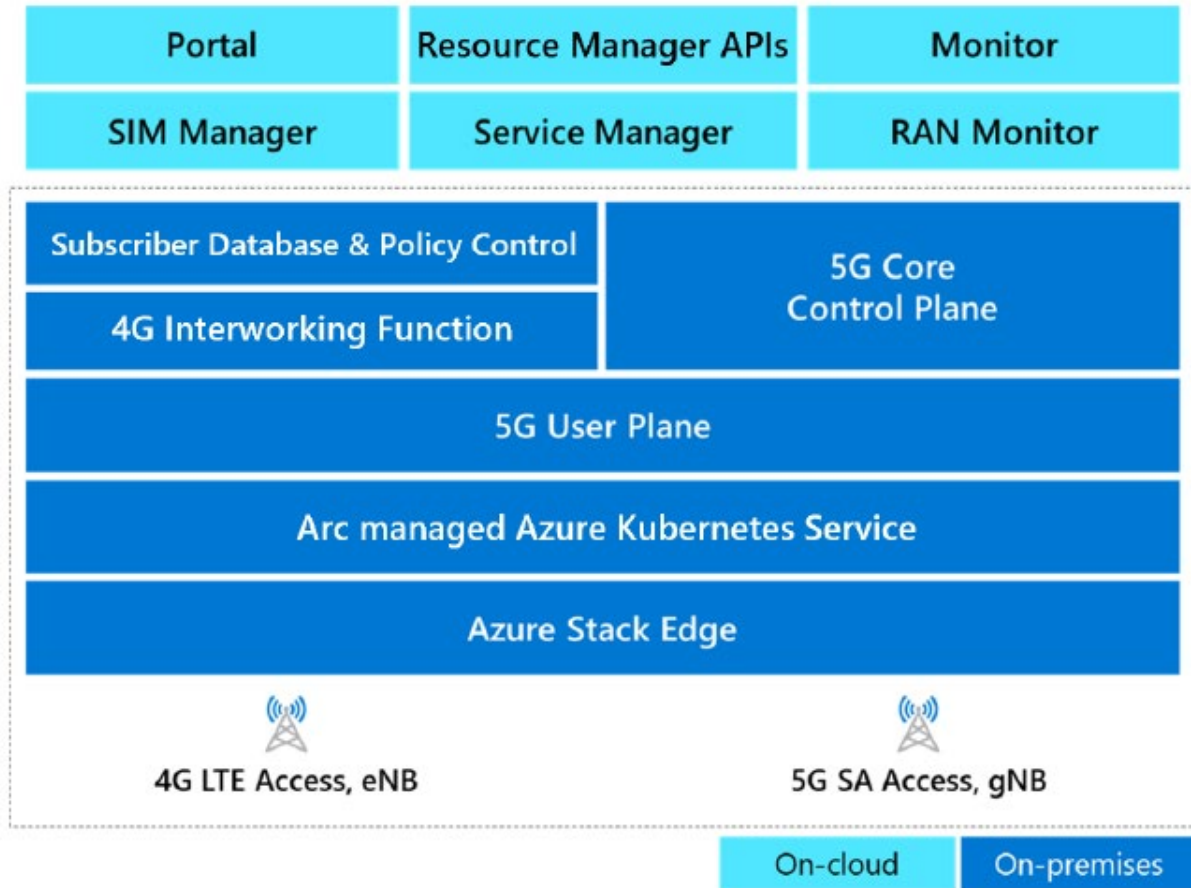 Portal
Resource Manager APIs
Monitor
SIM Manager
Service Manager
RAN Monitor
Subscriber Database & Policy Control
4G Interworking Function
5G Core
Control Plane
5G User Plane
Arc managed Azure Kubernetes Service
Azure Stack Edge
4G LTE Access, eNB
5G SA Access, gNB
On-cloud
On-premises